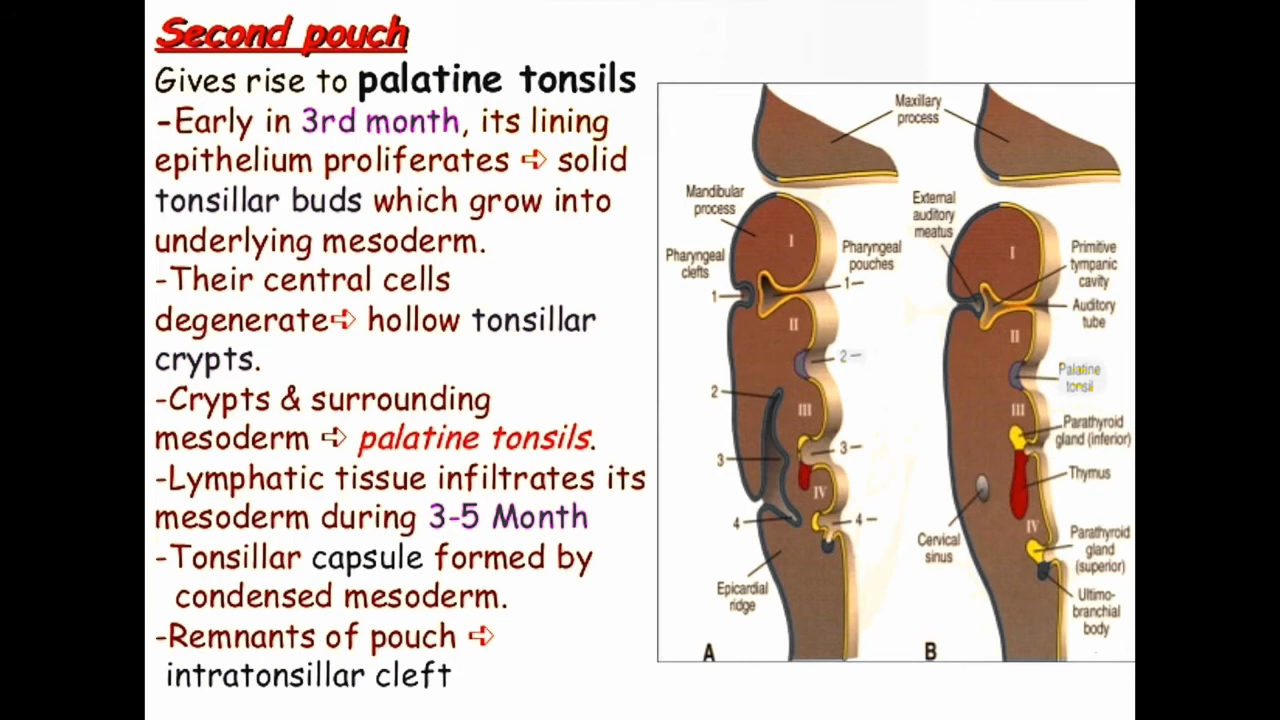 Second pouch
Gives rise to palatine tonsils
-Early in 3rd month, its lining
epithelium proliferates ➪ solid
tonsillar buds which grow into
underlying mesoderm.
-Their central cells
degenerate➪ hollow tonsillar
crypts.
-Crypts & surrounding
mesoderm ➪ palatine tonsils.
-Lymphatic tissue infiltrates its
mesoderm during 3-5 Month
-Tonsillar capsule formed by
condensed mesoderm.
-Remnants of pouch ➪
intratonsillar cleft
Maxillary
process
Mandibular
process
Pharyngeal
clefts
Pharyngeal
pouches
I
1
1
II
2
2
III
3
3
IV
4
4
Epicardial
ridge
A
External
auditory
meatus
I
Primitive
tympanic
cavity
Auditory
tube
II
Palatine
tonsil
III
Parathyroid
gland (inferior)
Thymus
IV
Cervical
sinus
Parathyroid
gland
(superior)
Ultimo-
branchial
body
B